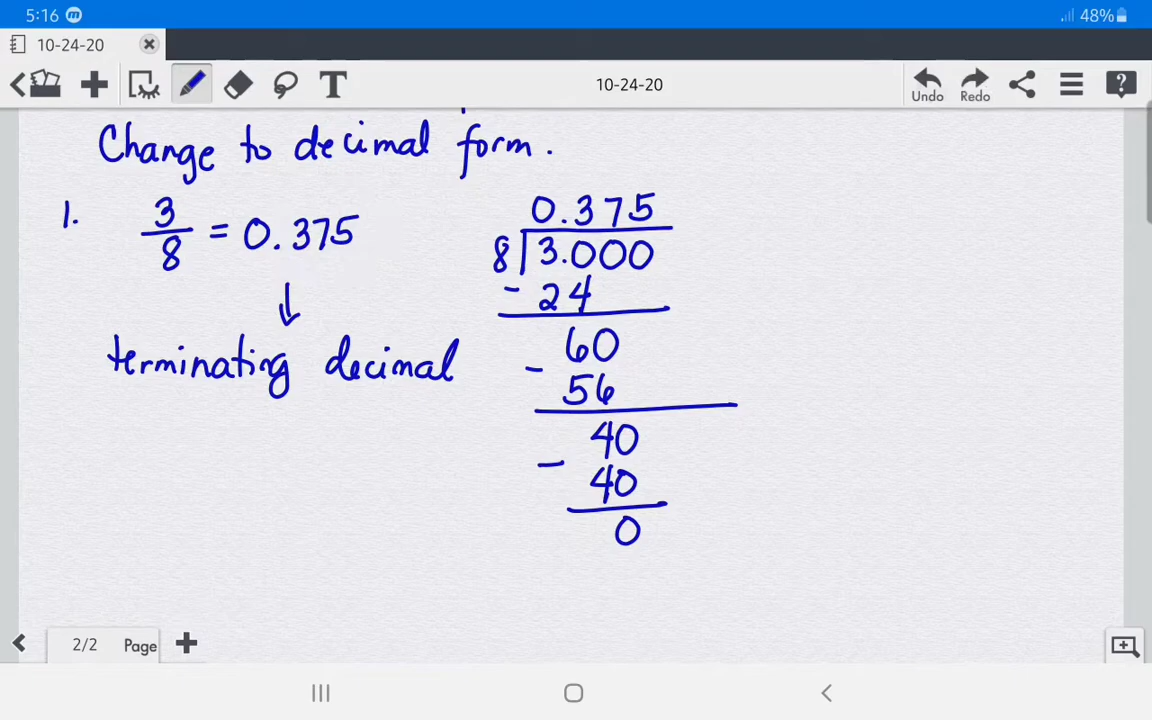 5:16 m 48%
10-24-20
10-24-20
Undo Redo
Change to decimal form.
1. 3/8 = 0.375
terminating decimal
0.375
8 3.000
- 24
60
- 56
40
- 40
0
2/2 Page